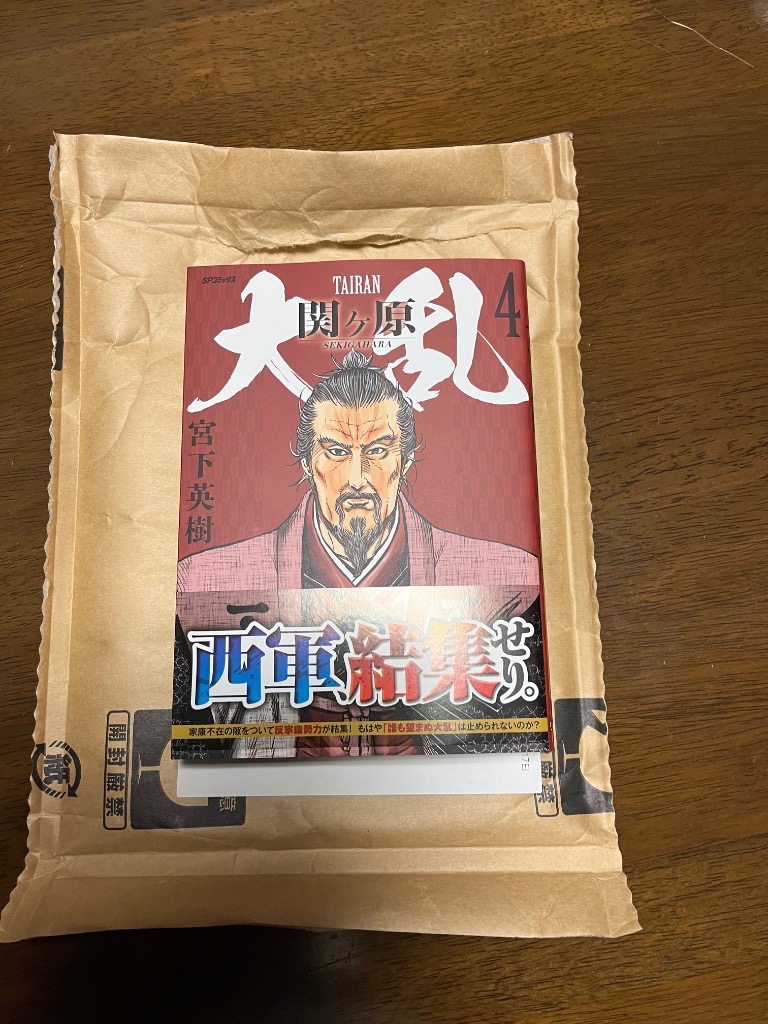 SPコミックス
TAIRAN
大乱
関ヶ原
SEKIGAHARA
4
宮下英樹
西軍結集せり。
家康不在の隙をついて反家康勢力が結集! もはや「誰も望まぬ大乱」は止められないのか?
7日
開封厳禁
紙
厳禁